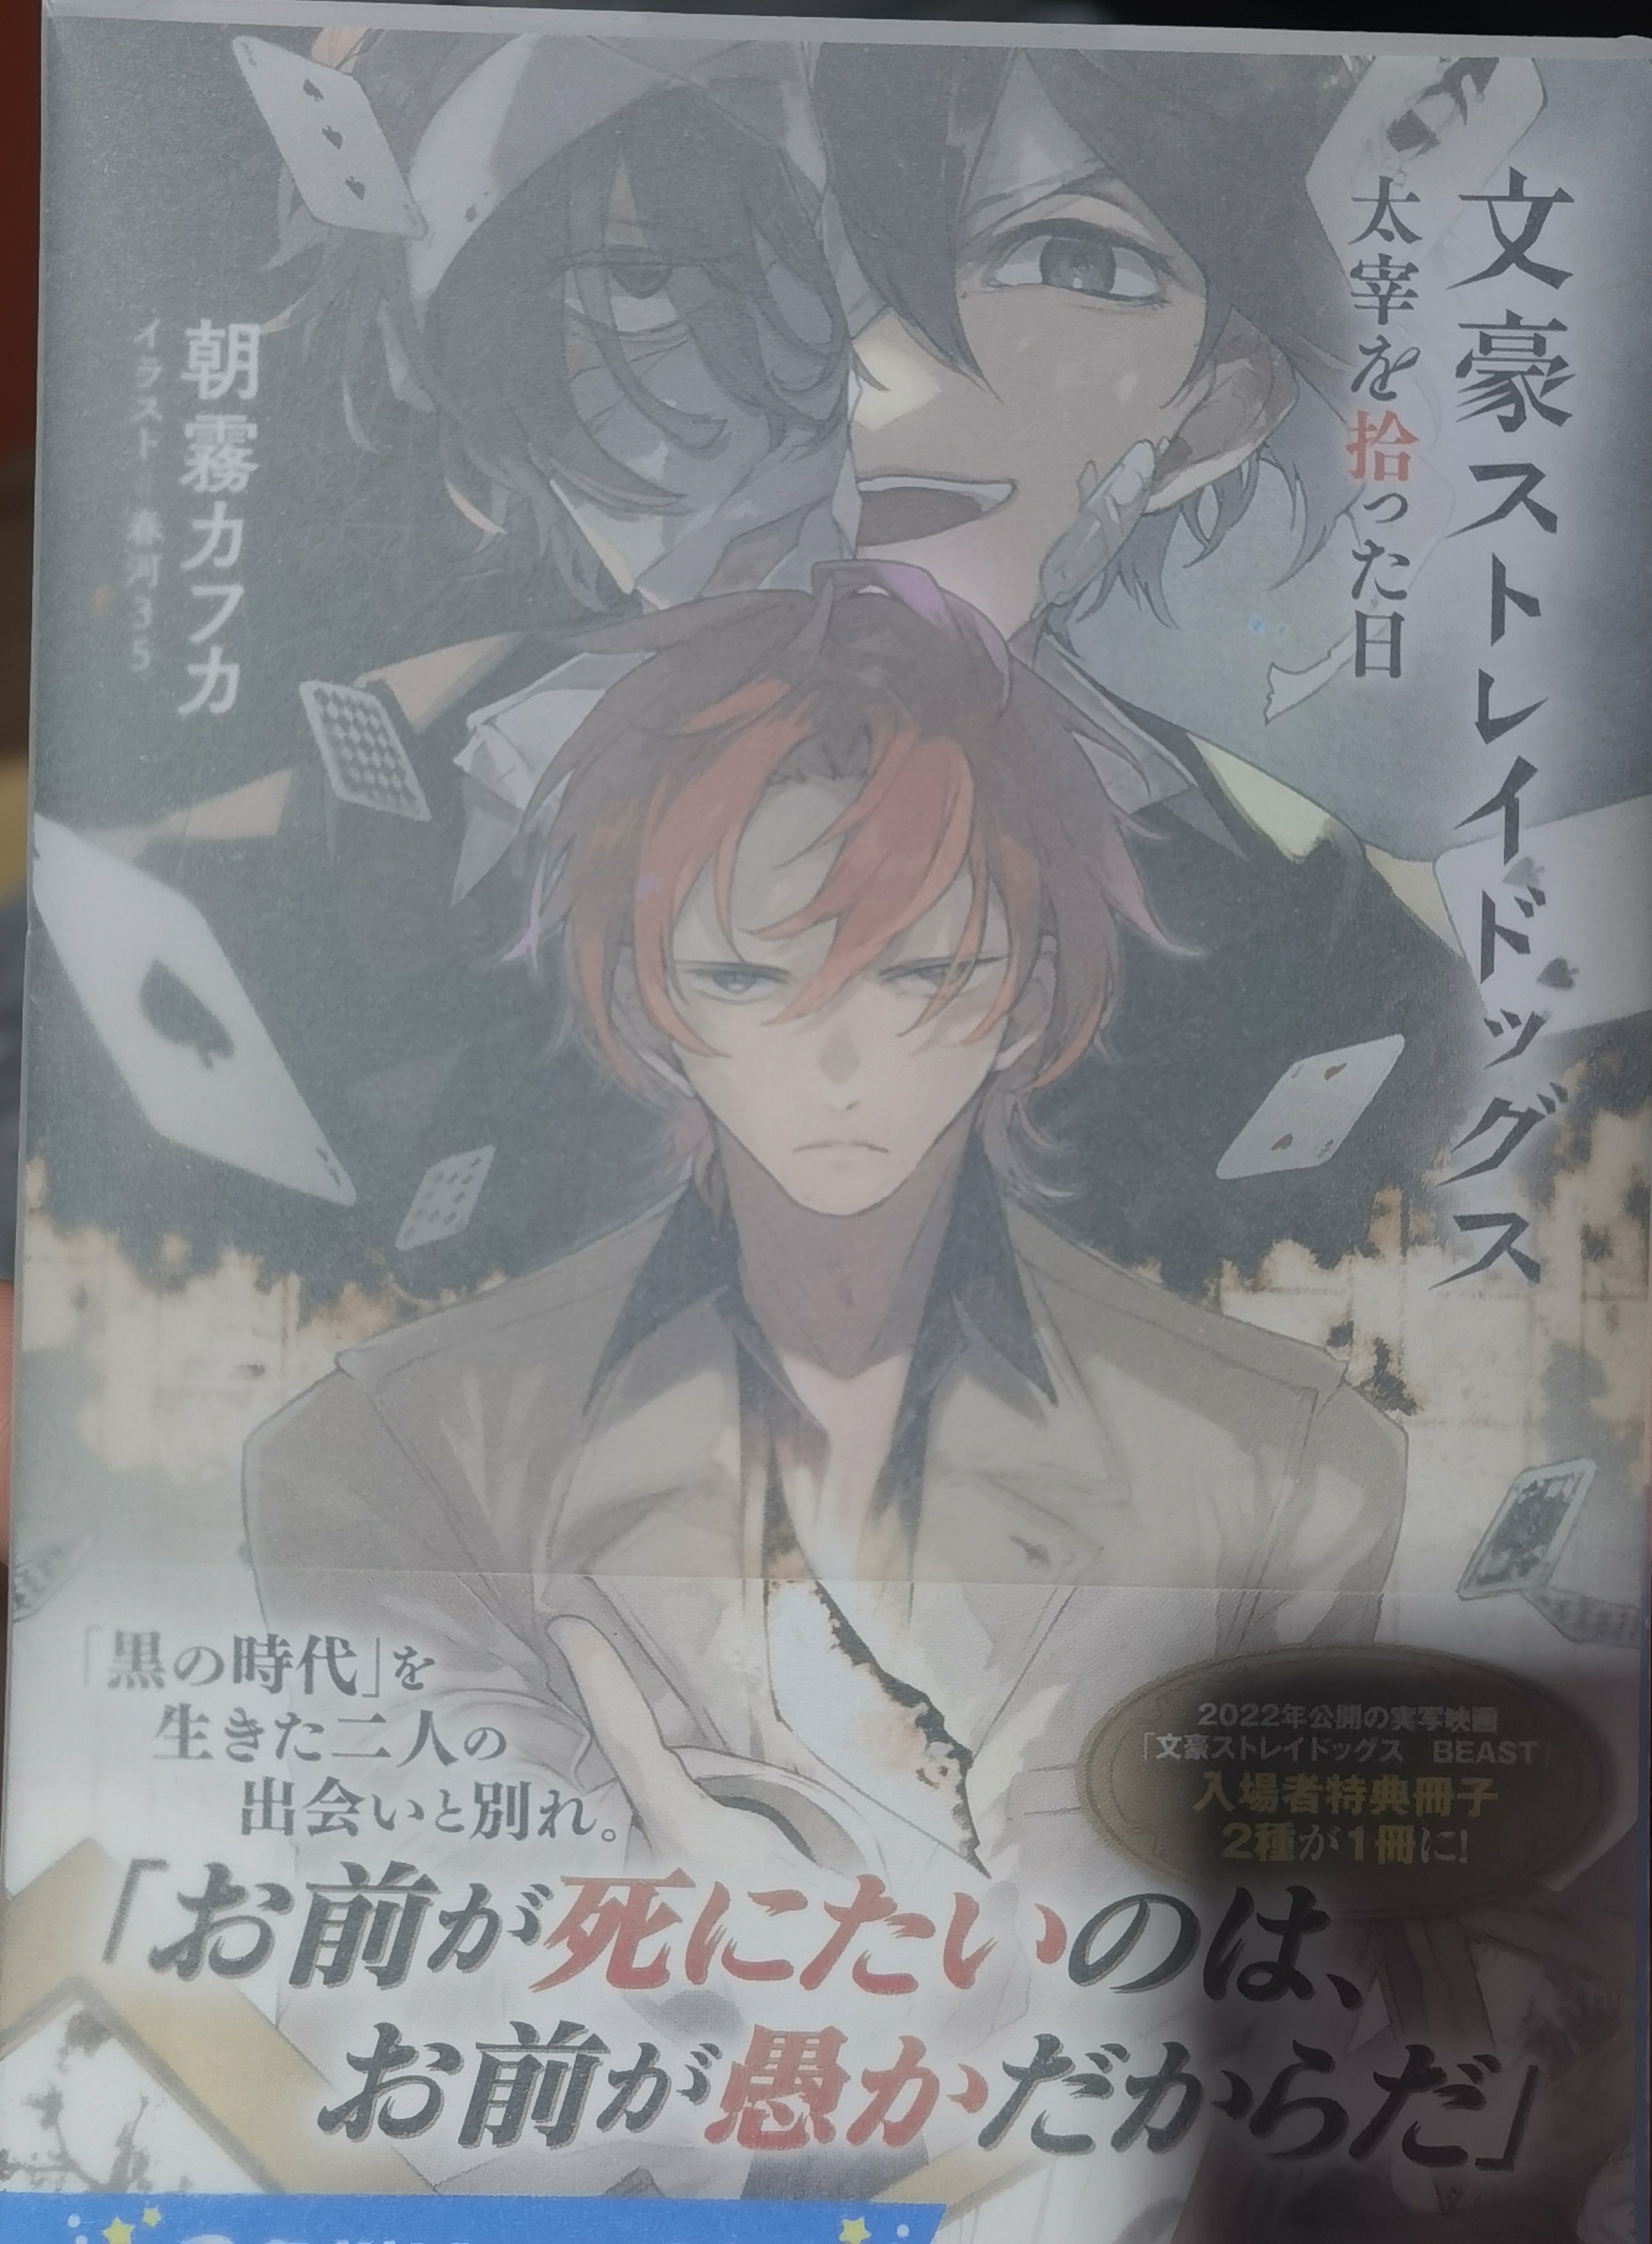 文豪ストレイドッグス
太宰を拾った日
朝霧カフカ
イラスト｜春河35
「黒の時代」を
生きた二人の
出会いと別れ。
2022年公開の実写映画
「文豪ストレイドッグス　BEAST」
入場者特典冊子
2種が1冊に!
「お前が死にたいのは、
お前が愚かだからだ」